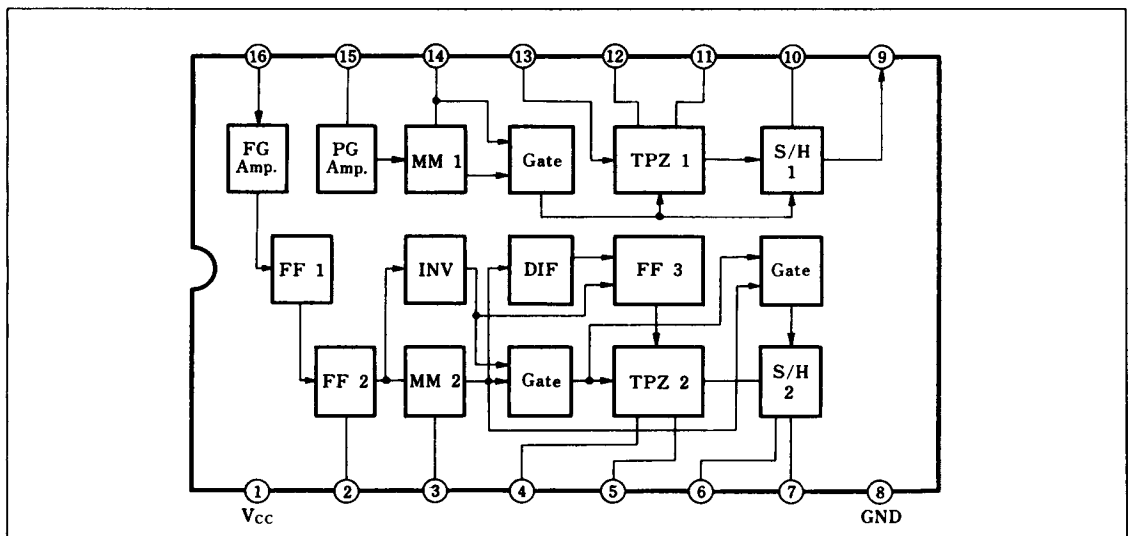 16 15 14 13 12 11 10 9
FG
Amp.
PG
Amp.
MM 1
Gate
TPZ 1
S/H
1
FF 1
INV
DIF
FF 3
Gate
FF 2
MM 2
Gate
TPZ 2
S/H
2
1 2 3 4 5 6 7 8
VCC GND